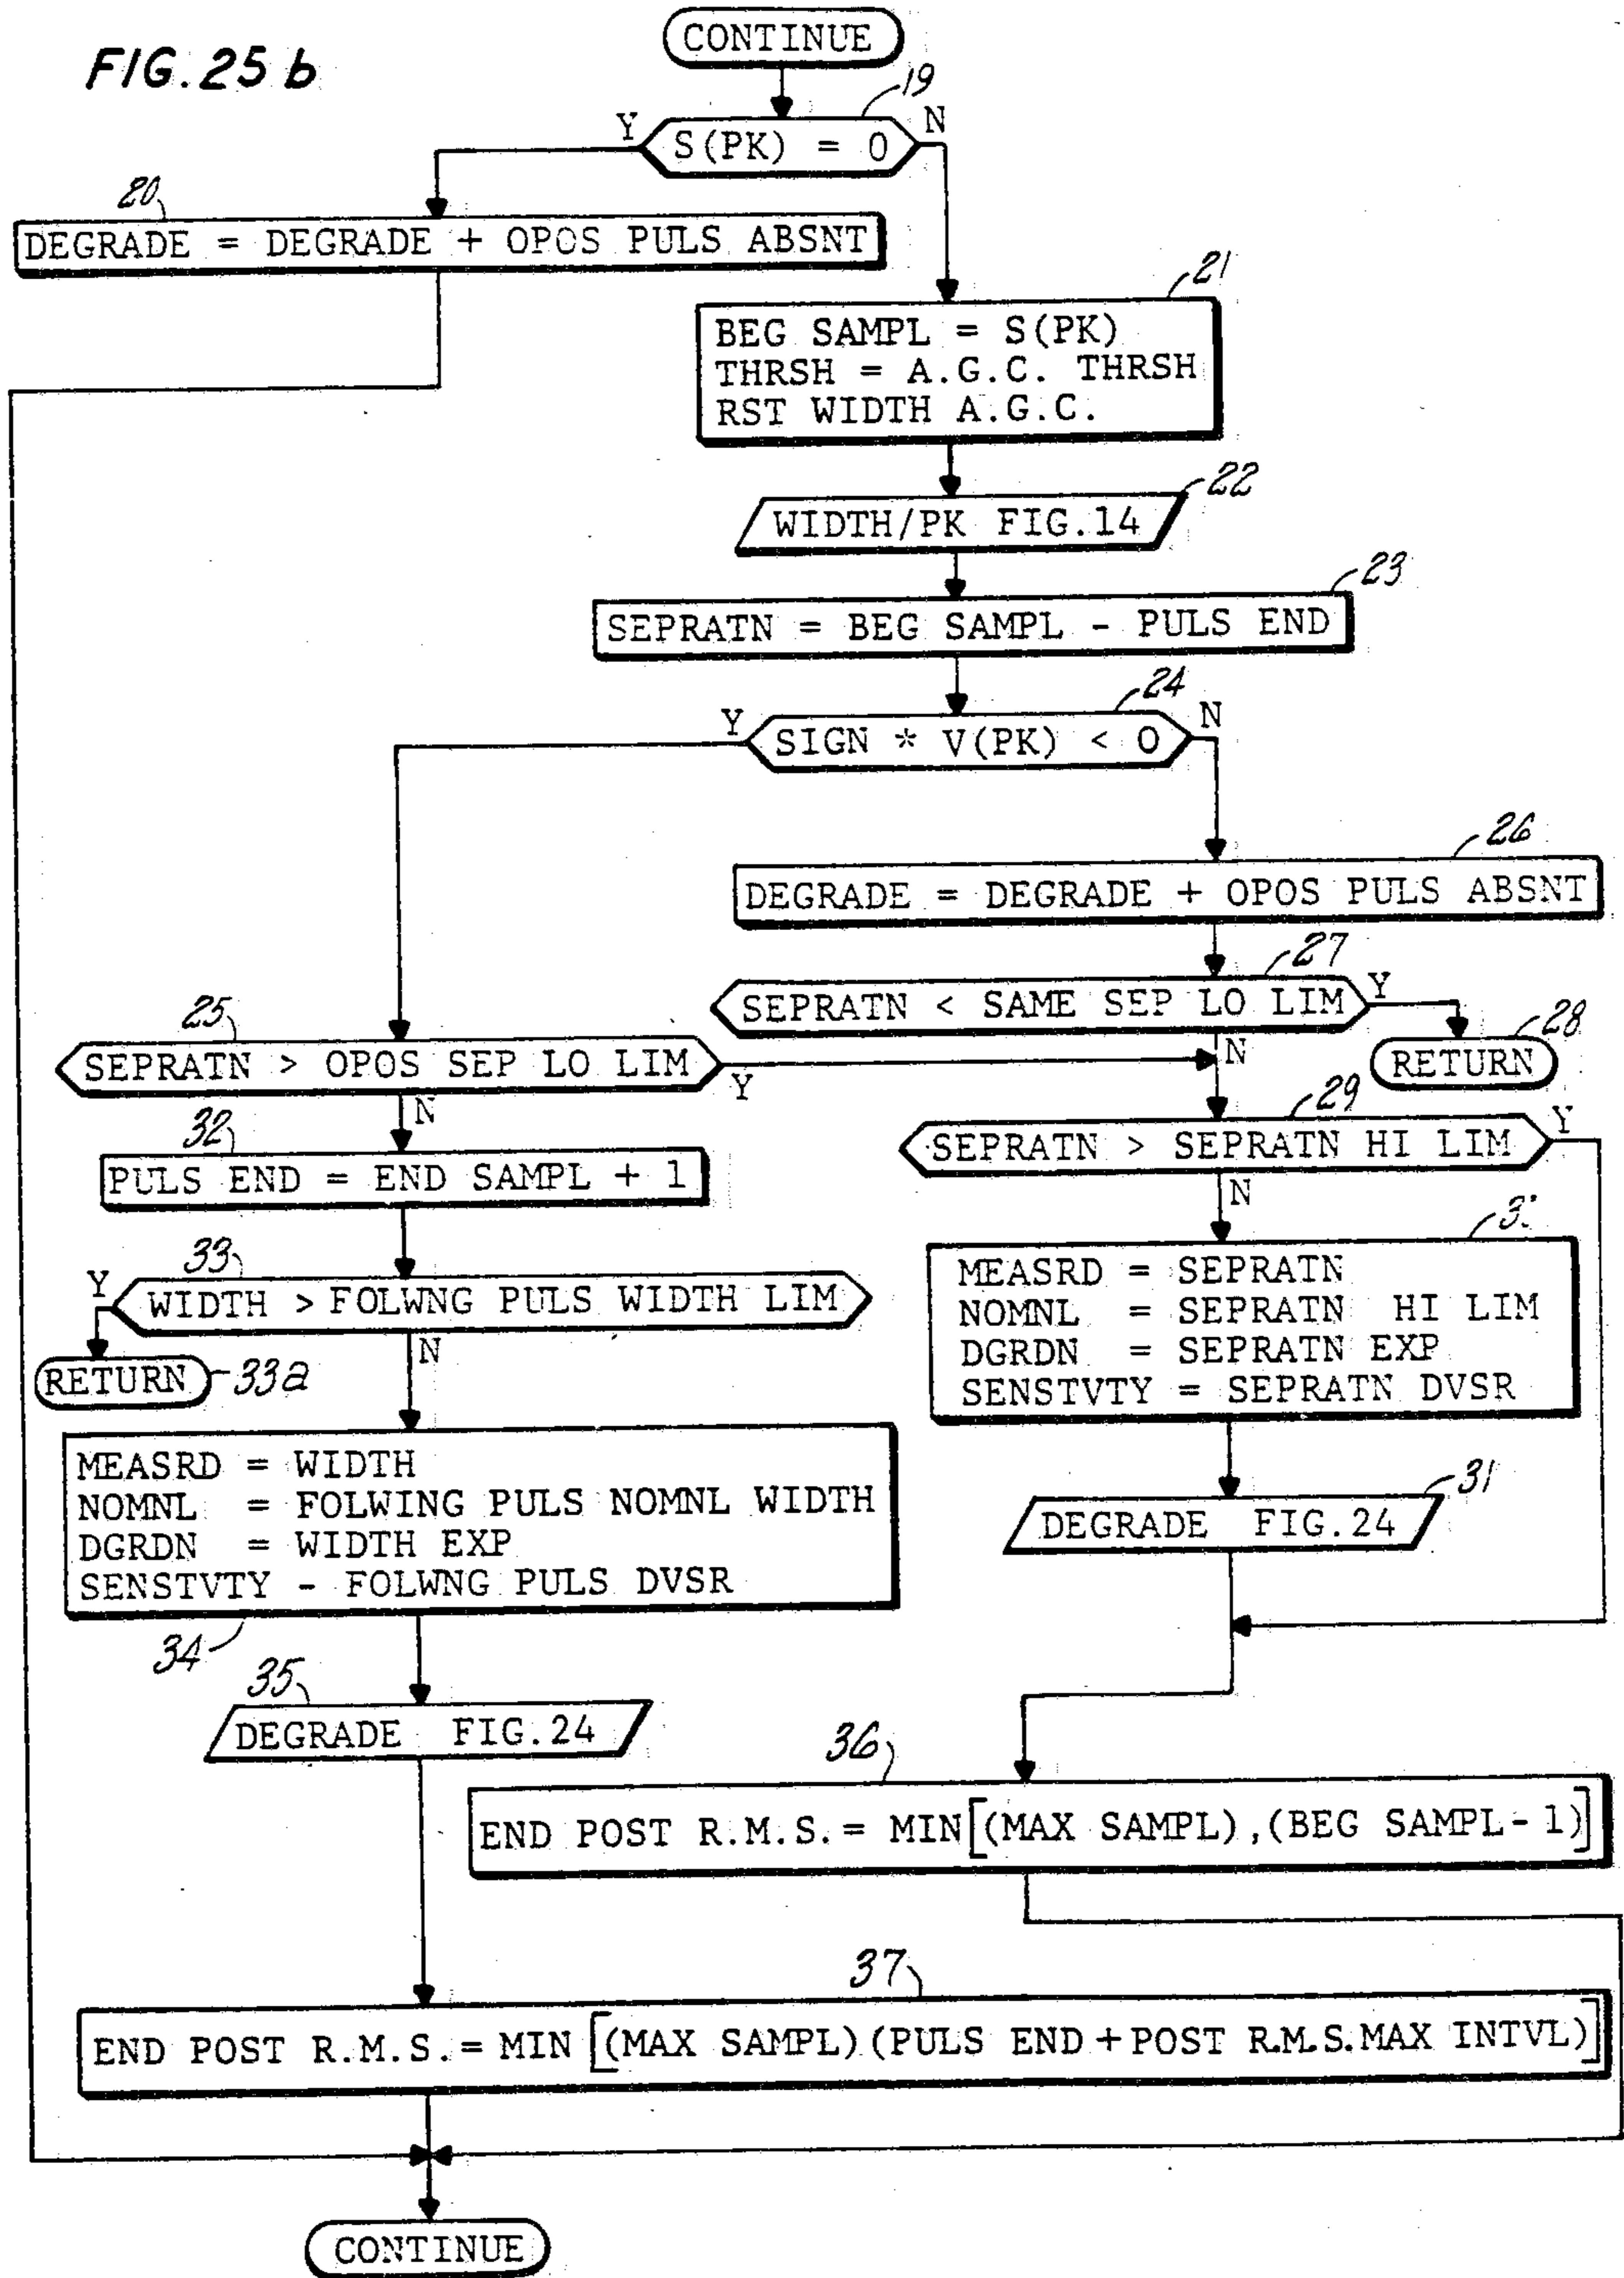 FIG. 25 b
CONTINUE
19
Y
S(PK) = 0
N
20
DEGRADE = DEGRADE + OPOS PULS ABSNT
21
BEG SAMPL = S(PK)
THRSH = A.G.C. THRSH
RST WIDTH A.G.C.
22
WIDTH/PK FIG.14
23
SEPRATN = BEG SAMPL - PULS END
24
Y
SIGN * V(PK) < 0
N
26
DEGRADE = DEGRADE + OPOS PULS ABSNT
27
SEPRATN < SAME SEP LO LIM
Y
N
28
RETURN
25
SEPRATN > OPOS SEP LO LIM
Y
N
29
SEPRATN > SEPRATN HI LIM
Y
N
32
PULS END = END SAMPL + 1
33
Y
WIDTH > FOLWNG PULS WIDTH LIM
N
RETURN
33a
MEASRD = SEPRATN
NOMNL = SEPRATN HI LIM
DGRDN = SEPRATN EXP
SENSTVTY = SEPRATN DVSR
31
DEGRADE FIG.24
MEASRD = WIDTH
NOMNL = FOLWING PULS NOMNL WIDTH
DGRDN = WIDTH EXP
SENSTVTY - FOLWNG PULS DVSR
34
35
DEGRADE FIG.24
36
END POST R.M.S. = MIN[(MAX SAMPL),(BEG SAMPL-1)]
37
END POST R.M.S. = MIN [(MAX SAMPL)(PULS END+POST R.M.S.MAX INTVL)]
CONTINUE